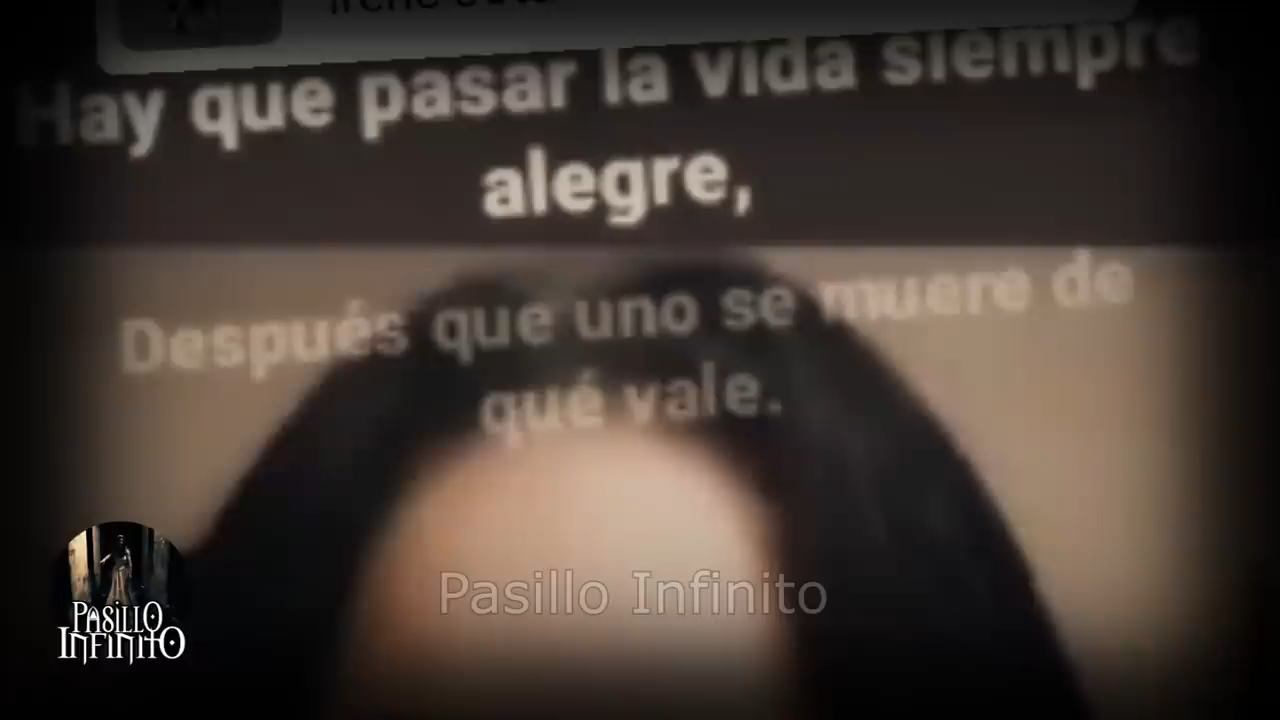 Hay que pasar la vida siempre
alegre,
Después que uno se muere de
qué vale.
Pasillo Infinito
PASILLO
INFINITO